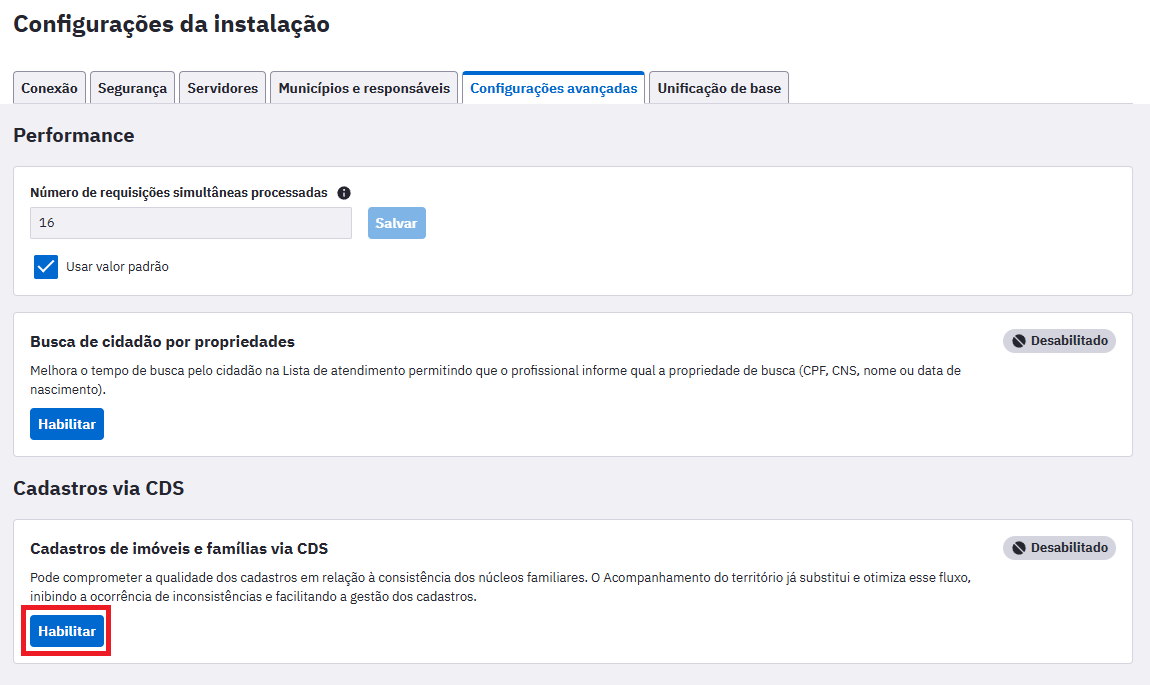 Configurações da instalação
Conexão
Segurança
Servidores
Municípios e responsáveis
Configurações avançadas
Unificação de base
Performance
Número de requisições simultâneas processadas
16
Salvar
Usar valor padrão
Busca de cidadão por propriedades
Desabilitado
Melhora o tempo de busca pelo cidadão na Lista de atendimento permitindo que o profissional informe qual a propriedade de busca (CPF, CNS, nome ou data de
nascimento).
Habilitar
Cadastros via CDS
Cadastros de imóveis e famílias via CDS
Desabilitado
Pode comprometer a qualidade dos cadastros em relação à consistência dos núcleos familiares. O Acompanhamento do território já substitui e otimiza esse fluxo,
inibindo a ocorrência de inconsistências e facilitando a gestão dos cadastros.
Habilitar